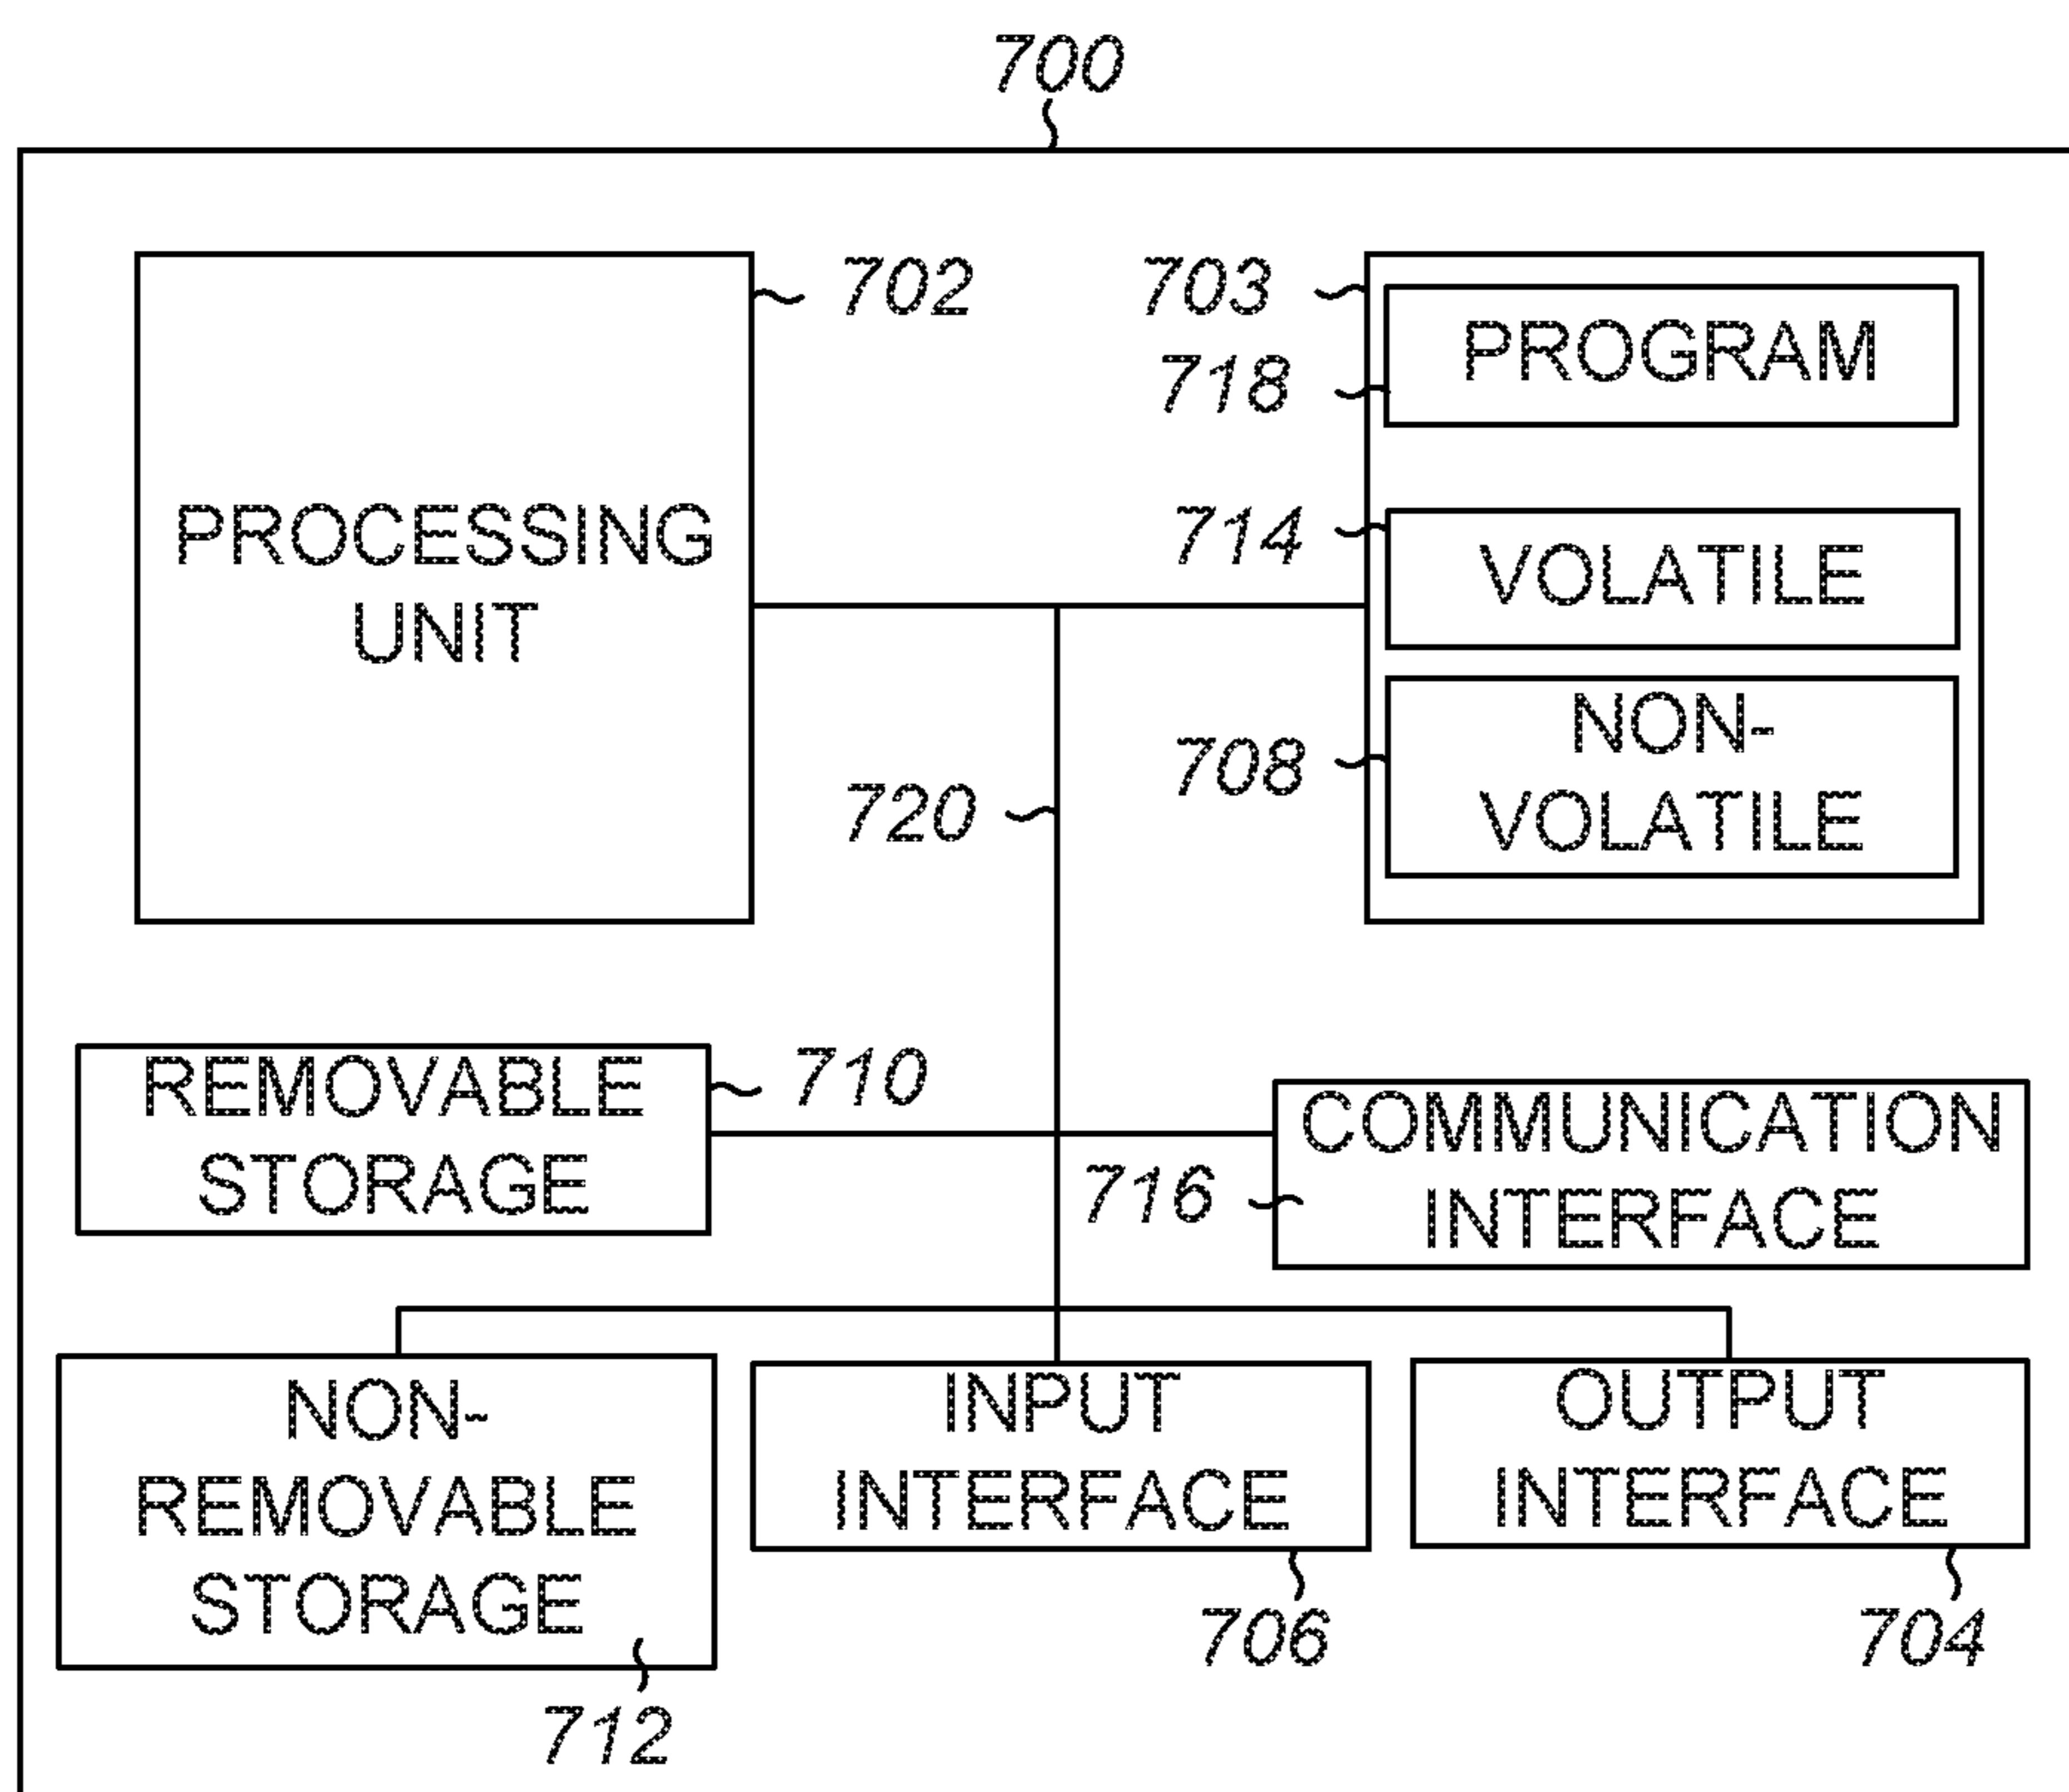 700
702
703
PROGRAM
718
PROCESSING
UNIT
714
VOLATILE
NON-
VOLATILE
708
720
REMOVABLE
STORAGE
710
COMMUNICATION
INTERFACE
716
NON-
REMOVABLE
STORAGE
712
INPUT
INTERFACE
706
OUTPUT
INTERFACE
704